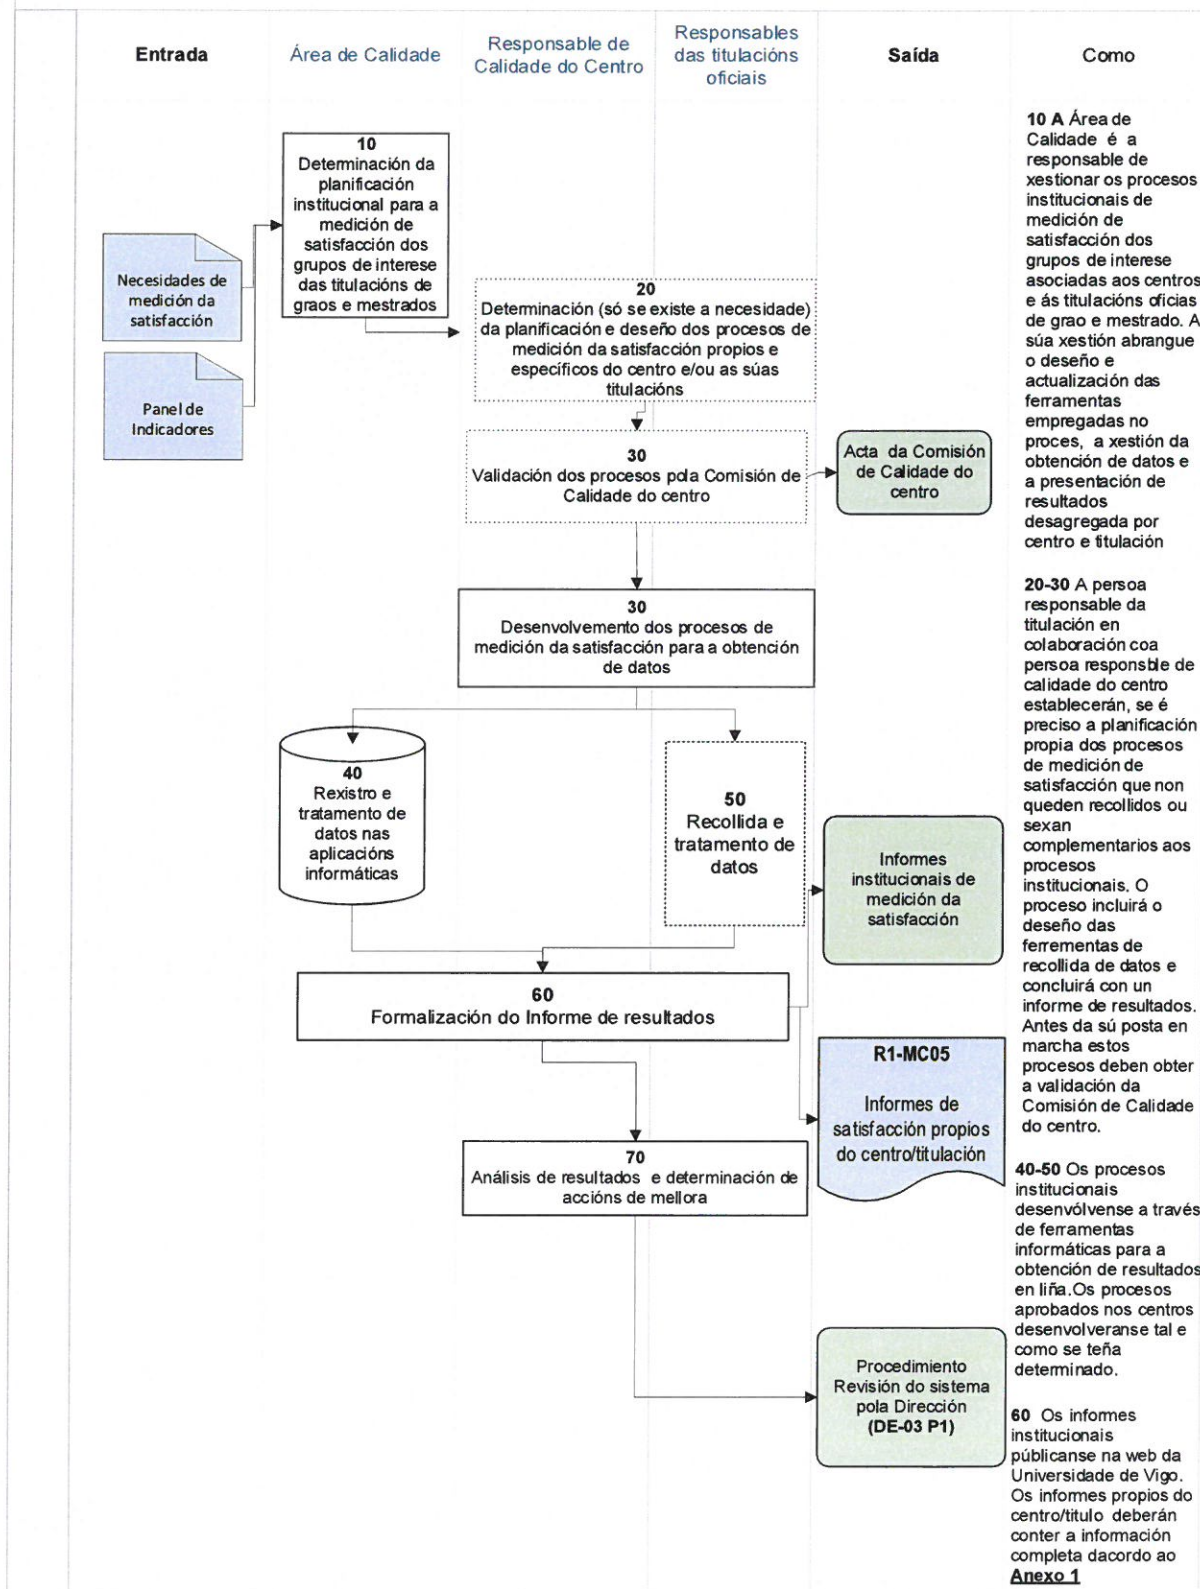 Entrada
Área de Calidade
Responsable de
Calidade do Centro
Responsables
das titulacións
oficiais
Saída
Como
10
Determinación da
planificación
institucional para a
medición de
satisfacción dos
grupos de interese
das titulacións de
graos e mestrados
Necesidades de
medición da
satisfacción
Panel de
Indicadores
20
Determinación (só se existe a necesidade)
da planificación e deseño dos procesos de
medición da satisfacción propios e
específicos do centro e/ou as súas
titulacións
30
Validación dos procesos pola Comisión de
Calidade do centro
Acta da Comisión
de Calidade do
centro
30
Desenvolvemento dos procesos de
medición da satisfacción para a obtención
de datos
40
Rexistro e
tratamento de
datos nas
aplicacións
informáticas
50
Recollida e
tratamento de
datos
Informes
institucionais de
medición da
satisfacción
60
Formalización do Informe de resultados
R1-MC05
Informes de
satisfacción propios
do centro/titulación
70
Análisis de resultados e determinación de
accións de mellora
Procedimiento
Revisión do sistema
pola Dirección
(DE-03 P1)
10 A Área de
Calidade é a
responsable de
xestionar os procesos
institucionais de
medición de
satisfacción dos
grupos de interese
asociadas aos centros
e ás titulacións oficias
de grao e mestrado. A
súa xestión abrangue
o deseño e
actualización das
ferramentas
empregadas no
proces, a xestión da
obtención de datos e
a presentación de
resultados
desagregada por
centro e titulación
20-30 A persoa
responsable da
titulación en
colaboración coa
persoa responsble de
calidade do centro
establecerán, se é
preciso a planificación
propia dos procesos
de medición de
satisfacción que non
queden recollidos ou
sexan
complementarios aos
procesos
institucionais. O
proceso incluirá o
deseño das
ferrementas de
recollida de datos e
concluirá con un
informe de resultados.
Antes da sú posta en
marcha estos
procesos deben obter
a validación da
Comisión de Calidade
do centro.
40-50 Os procesos
institucionais
desenvólvense a través
de ferramentas
informáticas para a
obtención de resultados
en liña.Os procesos
aprobados nos centros
desenvolveranse tal e
como se teña
determinado.
60 Os informes
institucionais
públicanse na web da
Universidade de Vigo.
Os informes propios do
centro/titulo deberán
conter a información
completa dacordo ao
Anexo 1